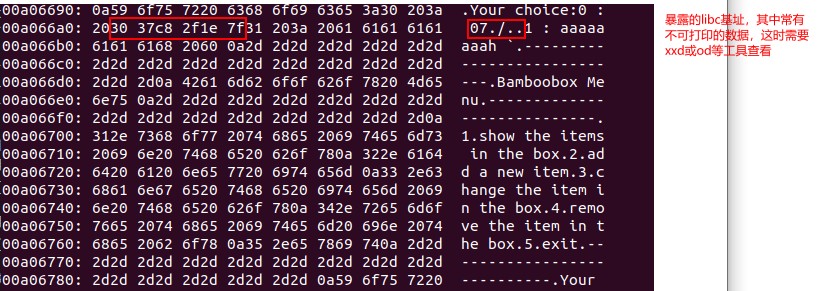 00a06690: 0a59 6f75 7220 6368 6f69 6365 3a30 203a .Your choice:0 :
00a066a0: 2030 37c8 2f1e 7f31 203a 2061 6161 6161 07./..1 : aaaaaa
00a066b0: 6161 6168 2060 0a2d 2d2d 2d2d 2d2d 2d2d aaah `.---------
00a066c0: 2d2d 2d2d 2d2d 2d2d 2d2d 2d2d 2d2d 2d2d ----------------
00a066d0: 2d2d 2d0a 4261 6d62 6f6f 626f 7820 4d65 ---.Bamboobox Me
00a066e0: 6e75 0a2d 2d2d 2d2d 2d2d 2d2d 2d2d 2d2d nu.-------------
00a066f0: 2d2d 2d2d 2d2d 2d2d 2d2d 2d2d 2d2d 2d0a ---------------.
00a06700: 312e 7368 6f77 2074 6865 2069 7465 6d73 1.show the items
00a06710: 2069 6e20 7468 6520 626f 780a 322e 6164 in the box.2.ad
00a06720: 6420 6120 6e65 7720 6974 656d 0a33 2e63 d a new item.3.c
00a06730: 6861 6e67 6520 7468 6520 6974 656d 2069 hange the item i
00a06740: 6e20 7468 6520 626f 780a 342e 7265 6d6f n the box.4.remo
00a06750: 7665 2074 6865 2069 7465 6d20 696e 2074 ve the item in t
00a06760: 6865 2062 6f78 0a35 2e65 7869 740a 2d2d he box.5.exit.--
00a06770: 2d2d 2d2d 2d2d 2d2d 2d2d 2d2d 2d2d 2d2d ----------------
00a06780: 2d2d 2d2d 2d2d 2d2d 2d2d 0a59 6f75 7220 ----------.Your
暴露的libc基址，其中常有
不可打印的数据，这时需要
xxd或od等工具查看